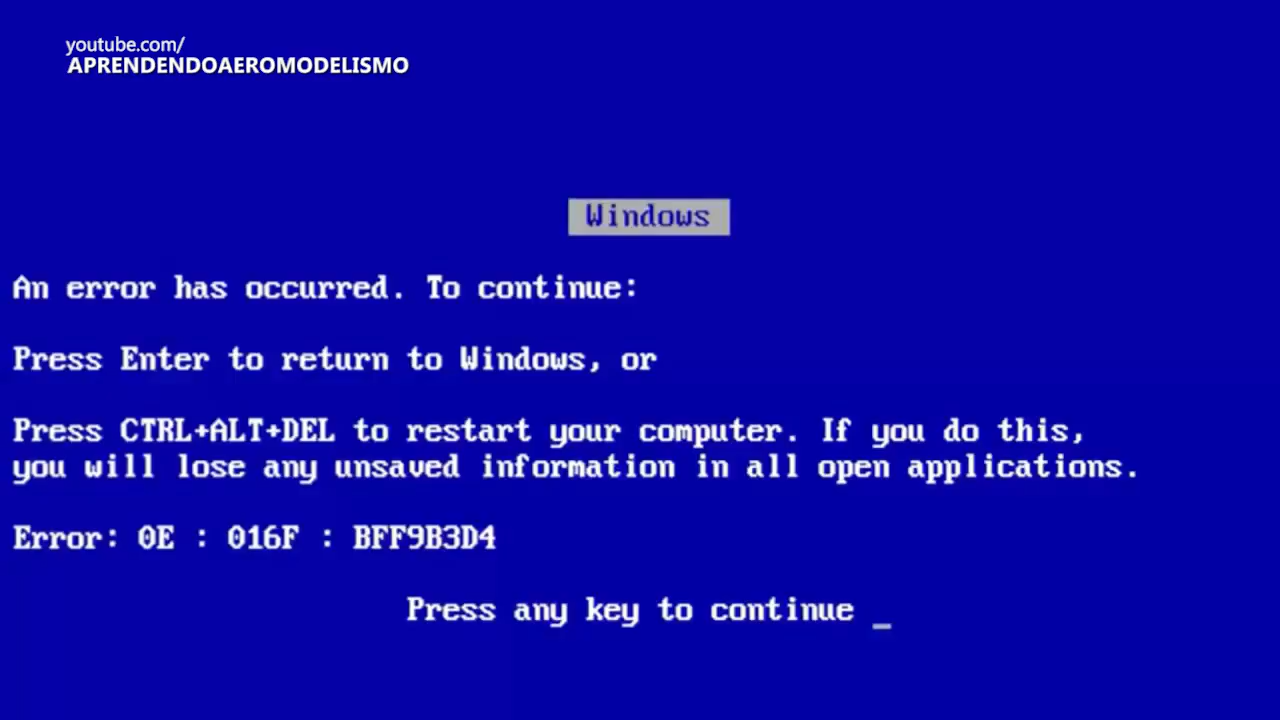 youtube.com/
APRENDENDOAEROMODELISMO
Windows
An error has occurred. To continue:
Press Enter to return to Windows, or
Press CTRL+ALT+DEL to restart your computer. If you do this,
you will lose any unsaved information in all open applications.
Error: 0E : 016F : BFF9B3D4
Press any key to continue _